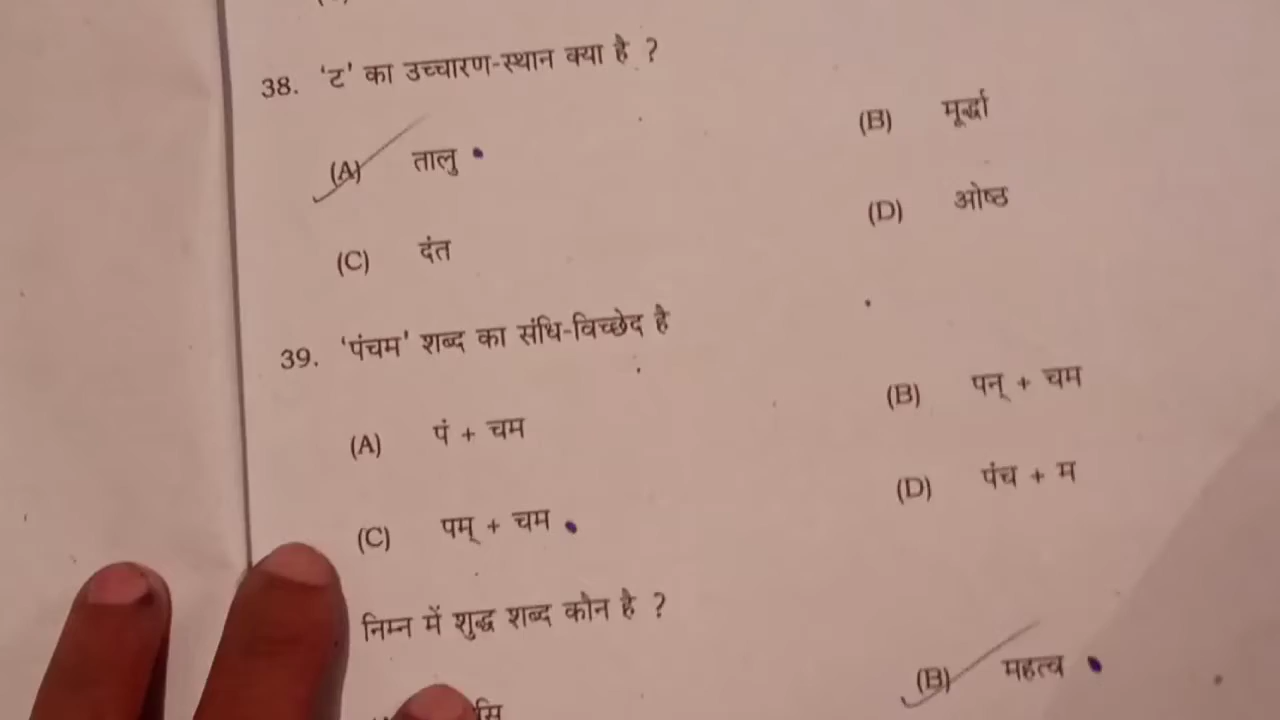 38. 'ट' का उच्चारण-स्थान क्या है ?
(A) तालु (B) मूर्द्धा
(C) दंत (D) ओष्ठ
39. 'पंचम' शब्द का संधि-विच्छेद है
(A) पं + चम (B) पन् + चम
(C) पम् + चम (D) पंच + म
निम्न में शुद्ध शब्द कौन है ?
(B) महत्व